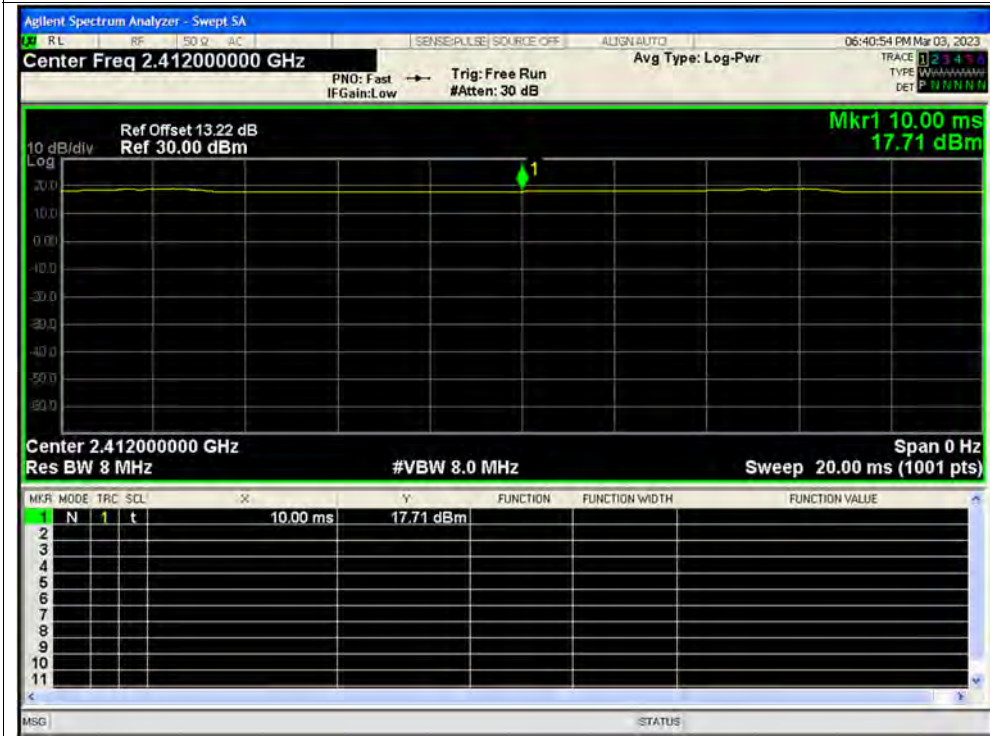 Agilent Spectrum Analyzer - Swept SA
RL RF 50 Ω AC SENSE:PULSE SOURCE OFF ALIGN AUTO 06:40:54 PM Mar 03, 2023
Center Freq 2.412000000 GHz Avg Type: Log-Pwr TRACE 1 2 3 4 5 6
PNO: Fast Trig: Free Run TYPE W
IFGain:Low #Atten: 30 dB DET P N N N N N
Mkr1 10.00 ms
Ref Offset 13.22 dB
10 dB/div Ref 30.00 dBm 17.71 dBm
Log
1
20.0
10.0
0.00
-10.0
-20.0
-30.0
-40.0
-50.0
-60.0
Center 2.412000000 GHz Span 0 Hz
Res BW 8 MHz #VBW 8.0 MHz Sweep 20.00 ms (1001 pts)
MKR MODE TRC SCL X Y FUNCTION FUNCTION WIDTH FUNCTION VALUE
1 N 1 t 10.00 ms 17.71 dBm
2
3
4
5
6
7
8
9
10
11
MSG STATUS